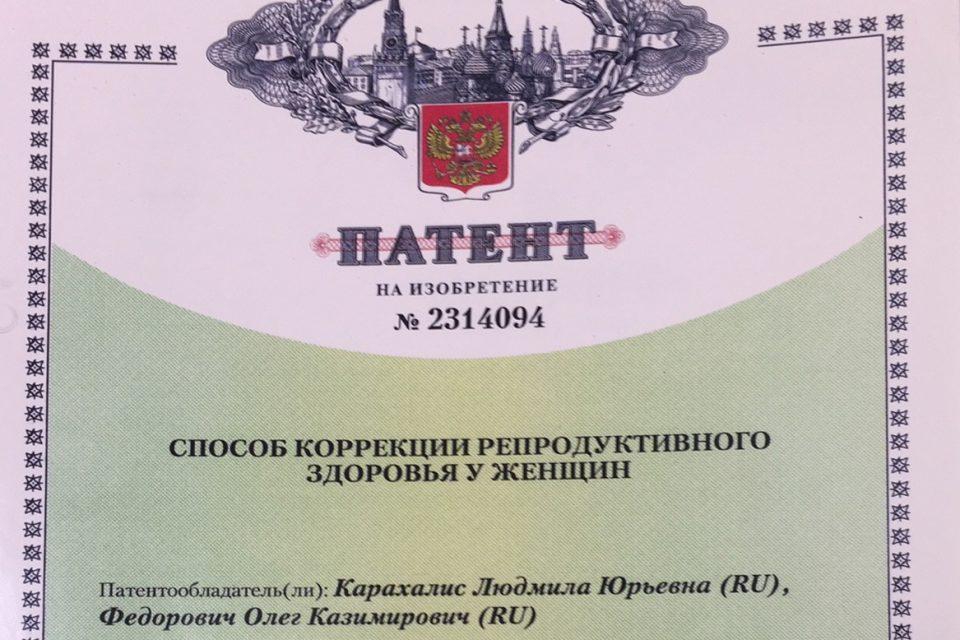 ПАТЕНТ
НА ИЗОБРЕТЕНИЕ
№ 2314094
СПОСОБ КОРРЕКЦИИ РЕПРОДУКТИВНОГО
ЗДОРОВЬЯ У ЖЕНЩИН
Патентообладатель(ли): Карахалис Людмила Юрьевна (RU),
Федорович Олег Казимирович (RU)